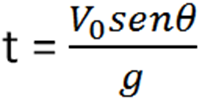 t = V₀senθ / g